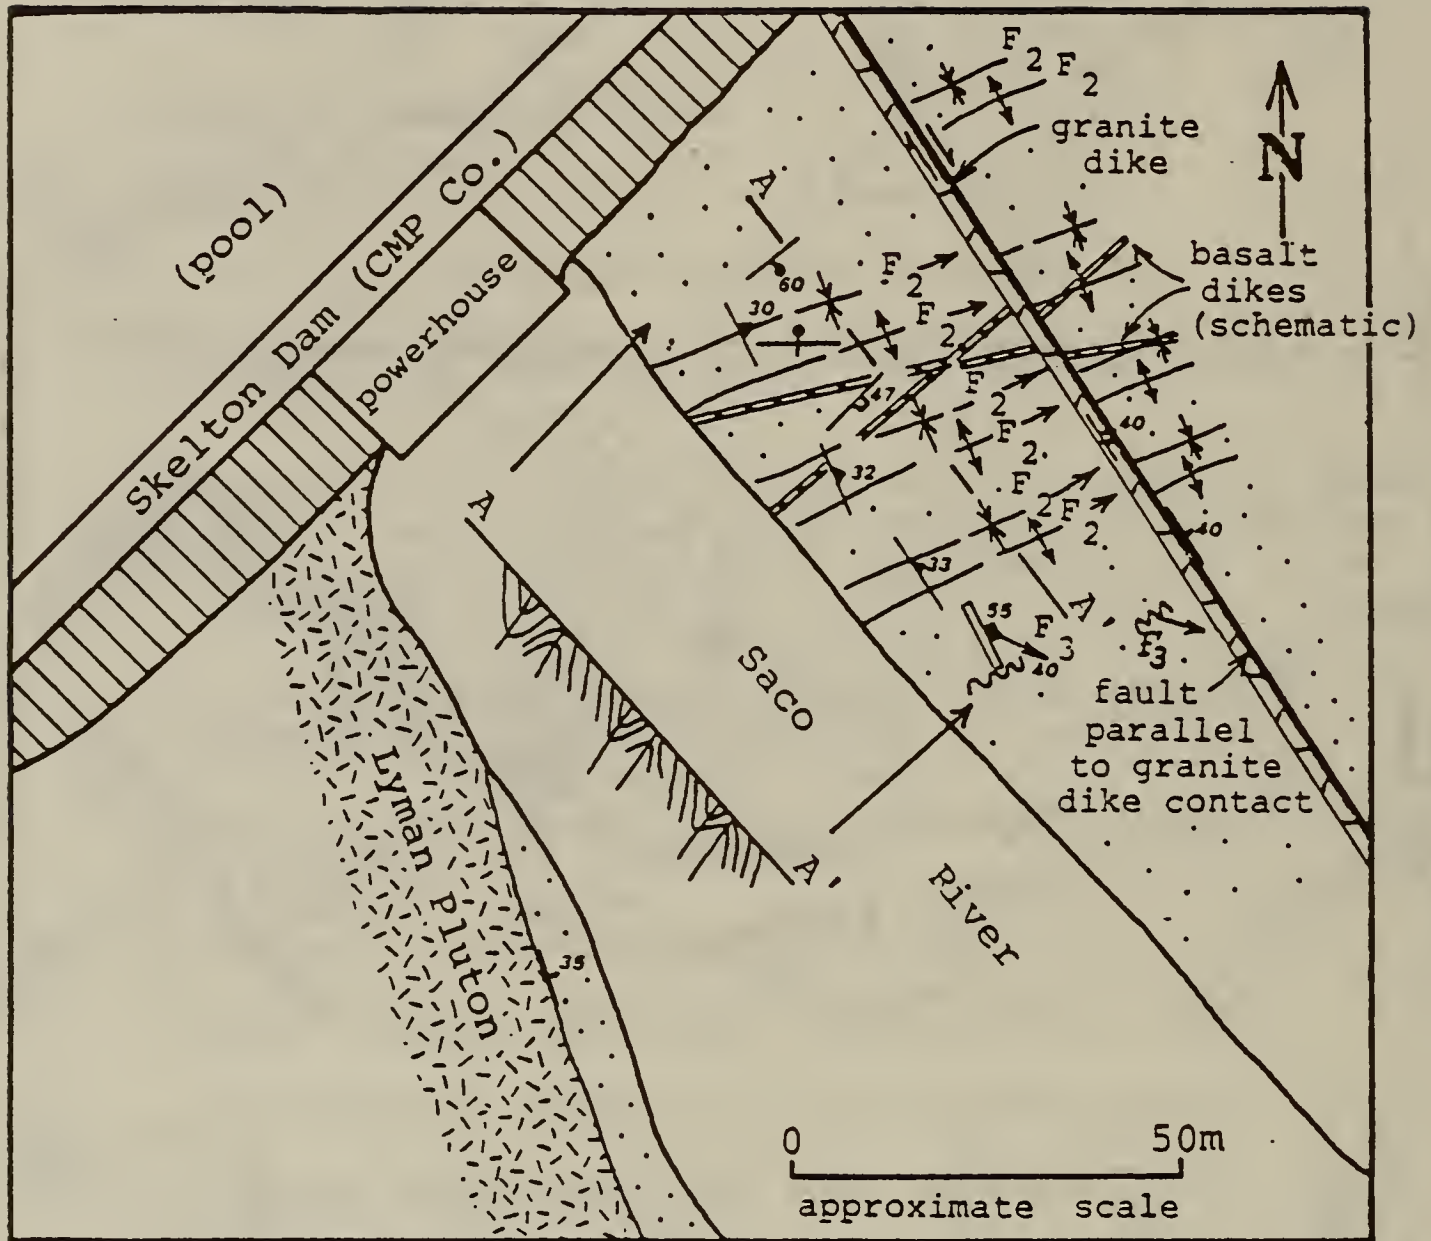 F2 F2
granite
dike
N
Skelton Dam (CMP Co.)
(pool)
powerhouse
A
60
30
F2
F2
basalt
dikes
(schematic)
47
F2
F2
F2
F2
40
32
40
33
A'
55
F3
40
F3
fault
parallel
to granite
dike contact
A
A'
Saco
River
Lyman Pluton
35
0 50m
approximate scale